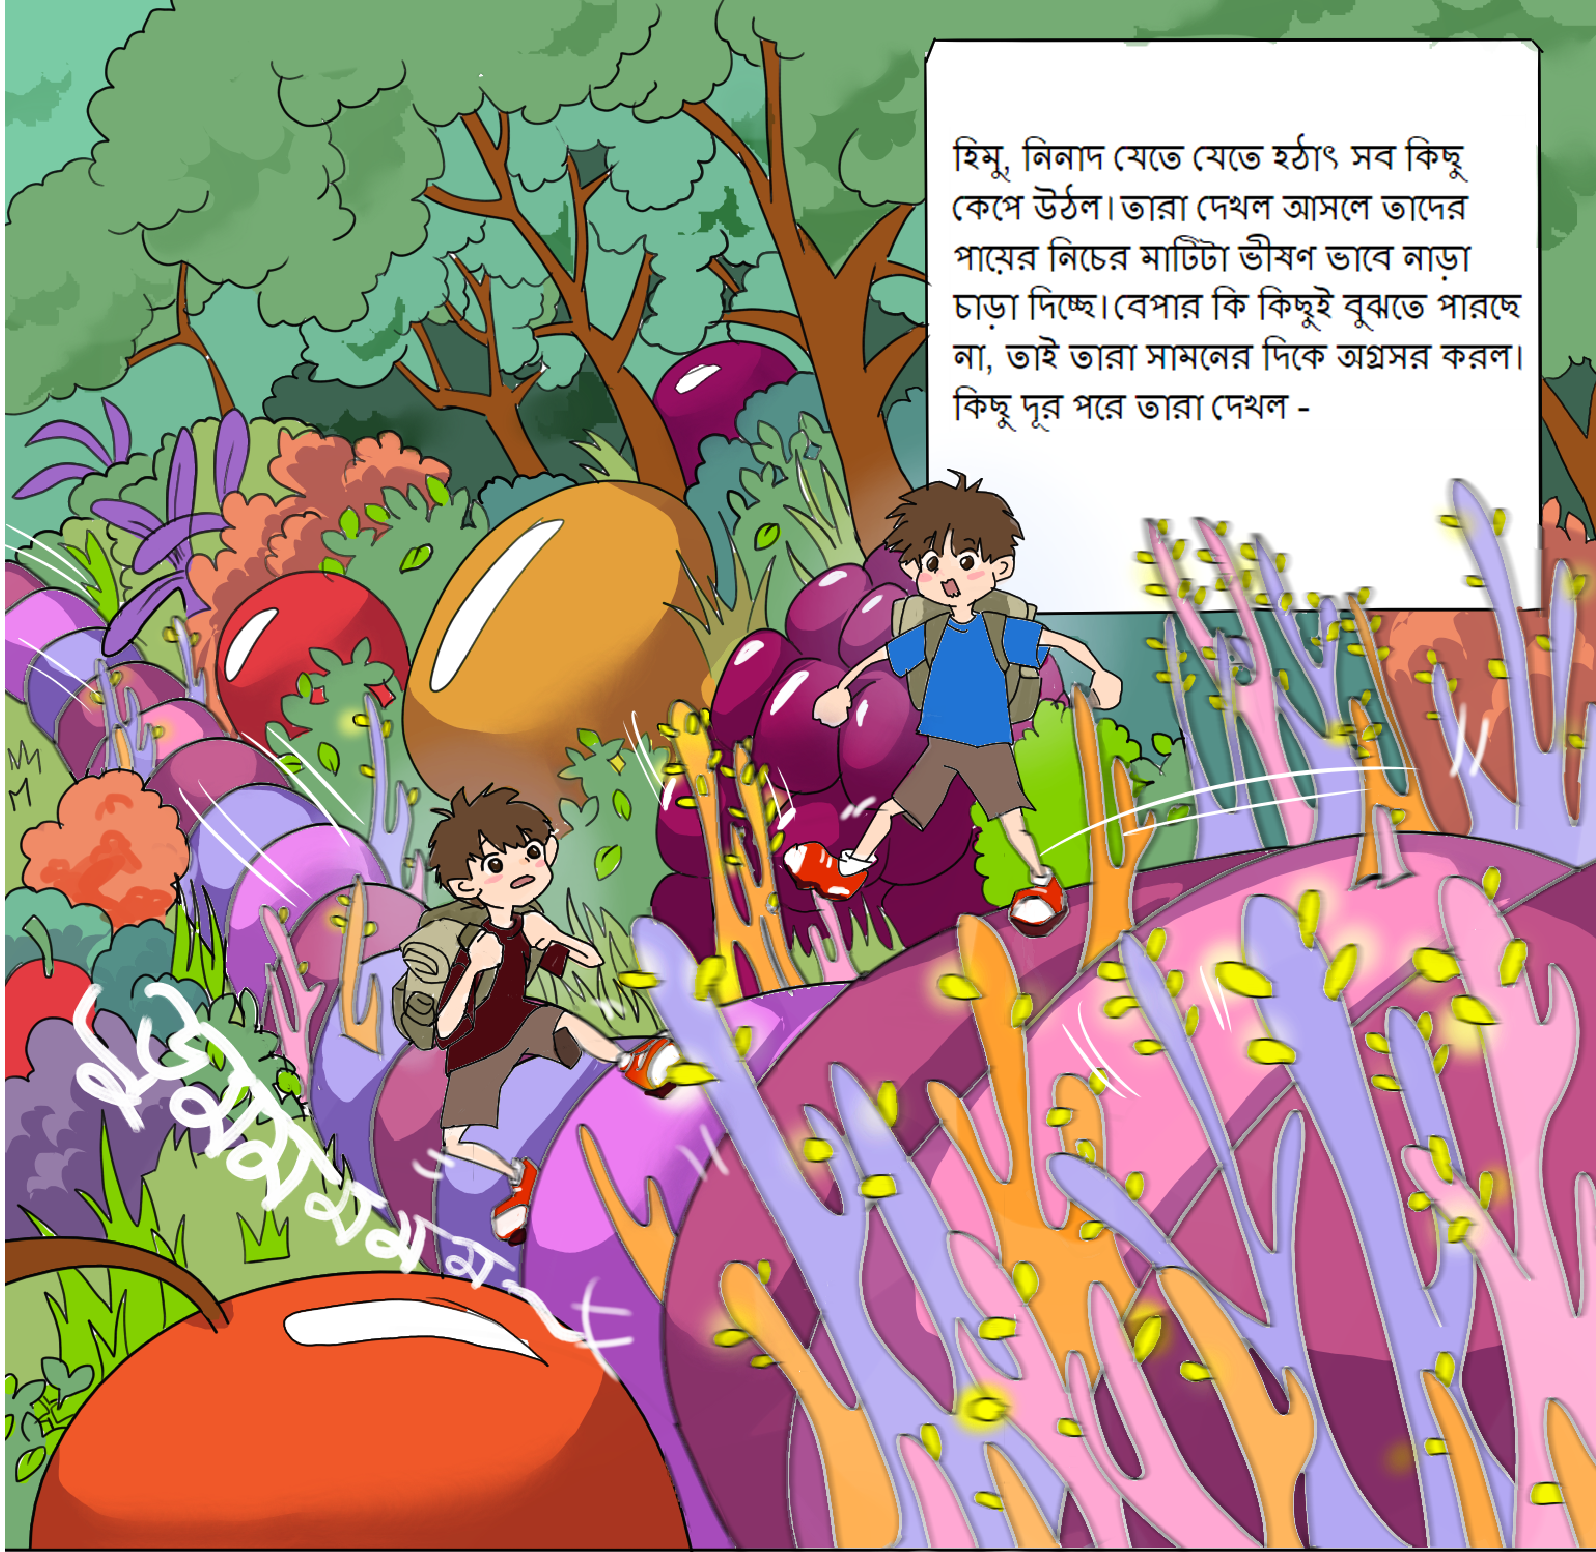 হিমু, নিনাদ যেতে যেতে হঠাৎ সব কিছু
কেপে উঠল।তারা দেখল আসলে তাদের
পায়ের নিচের মাটিটা ভীষণ ভাবে নাড়া
চাড়া দিচ্ছে।বেপার কি কিছুই বুঝতে পারছে
না, তাই তারা সামনের দিকে অগ্রসর করল।
কিছু দূর পরে তারা দেখল -